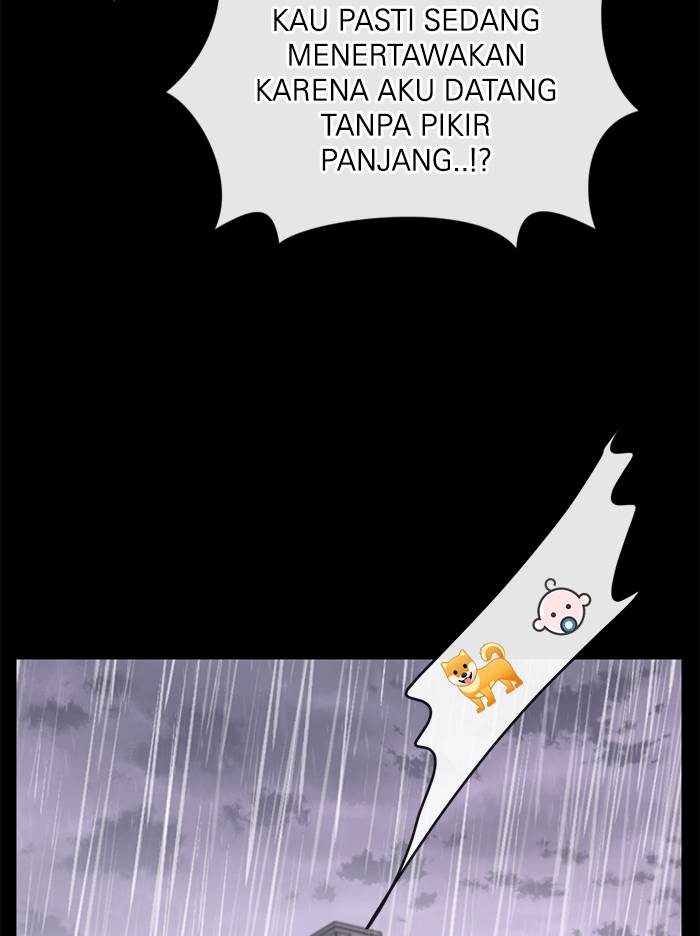 KAU PASTI SEDANG
MENERTAWAKAN
KARENA AKU DATANG
TANPA PIKIR
PANJANG..!?